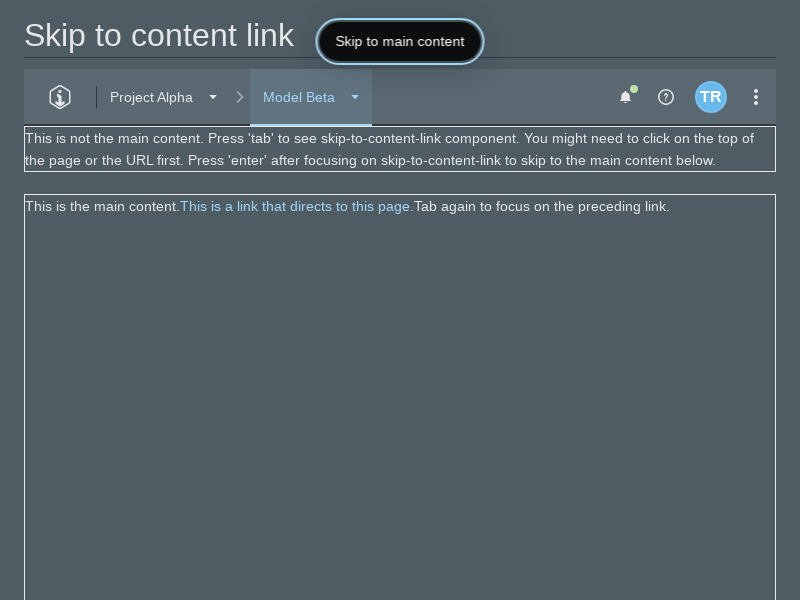 Skip to content link
Skip to main content
Project Alpha
Model Beta
TR
This is not the main content. Press 'tab' to see skip-to-content-link component. You might need to click on the top of
the page or the URL first. Press 'enter' after focusing on skip-to-content-link to skip to the main content below.
This is the main content.This is a link that directs to this page.Tab again to focus on the preceding link.